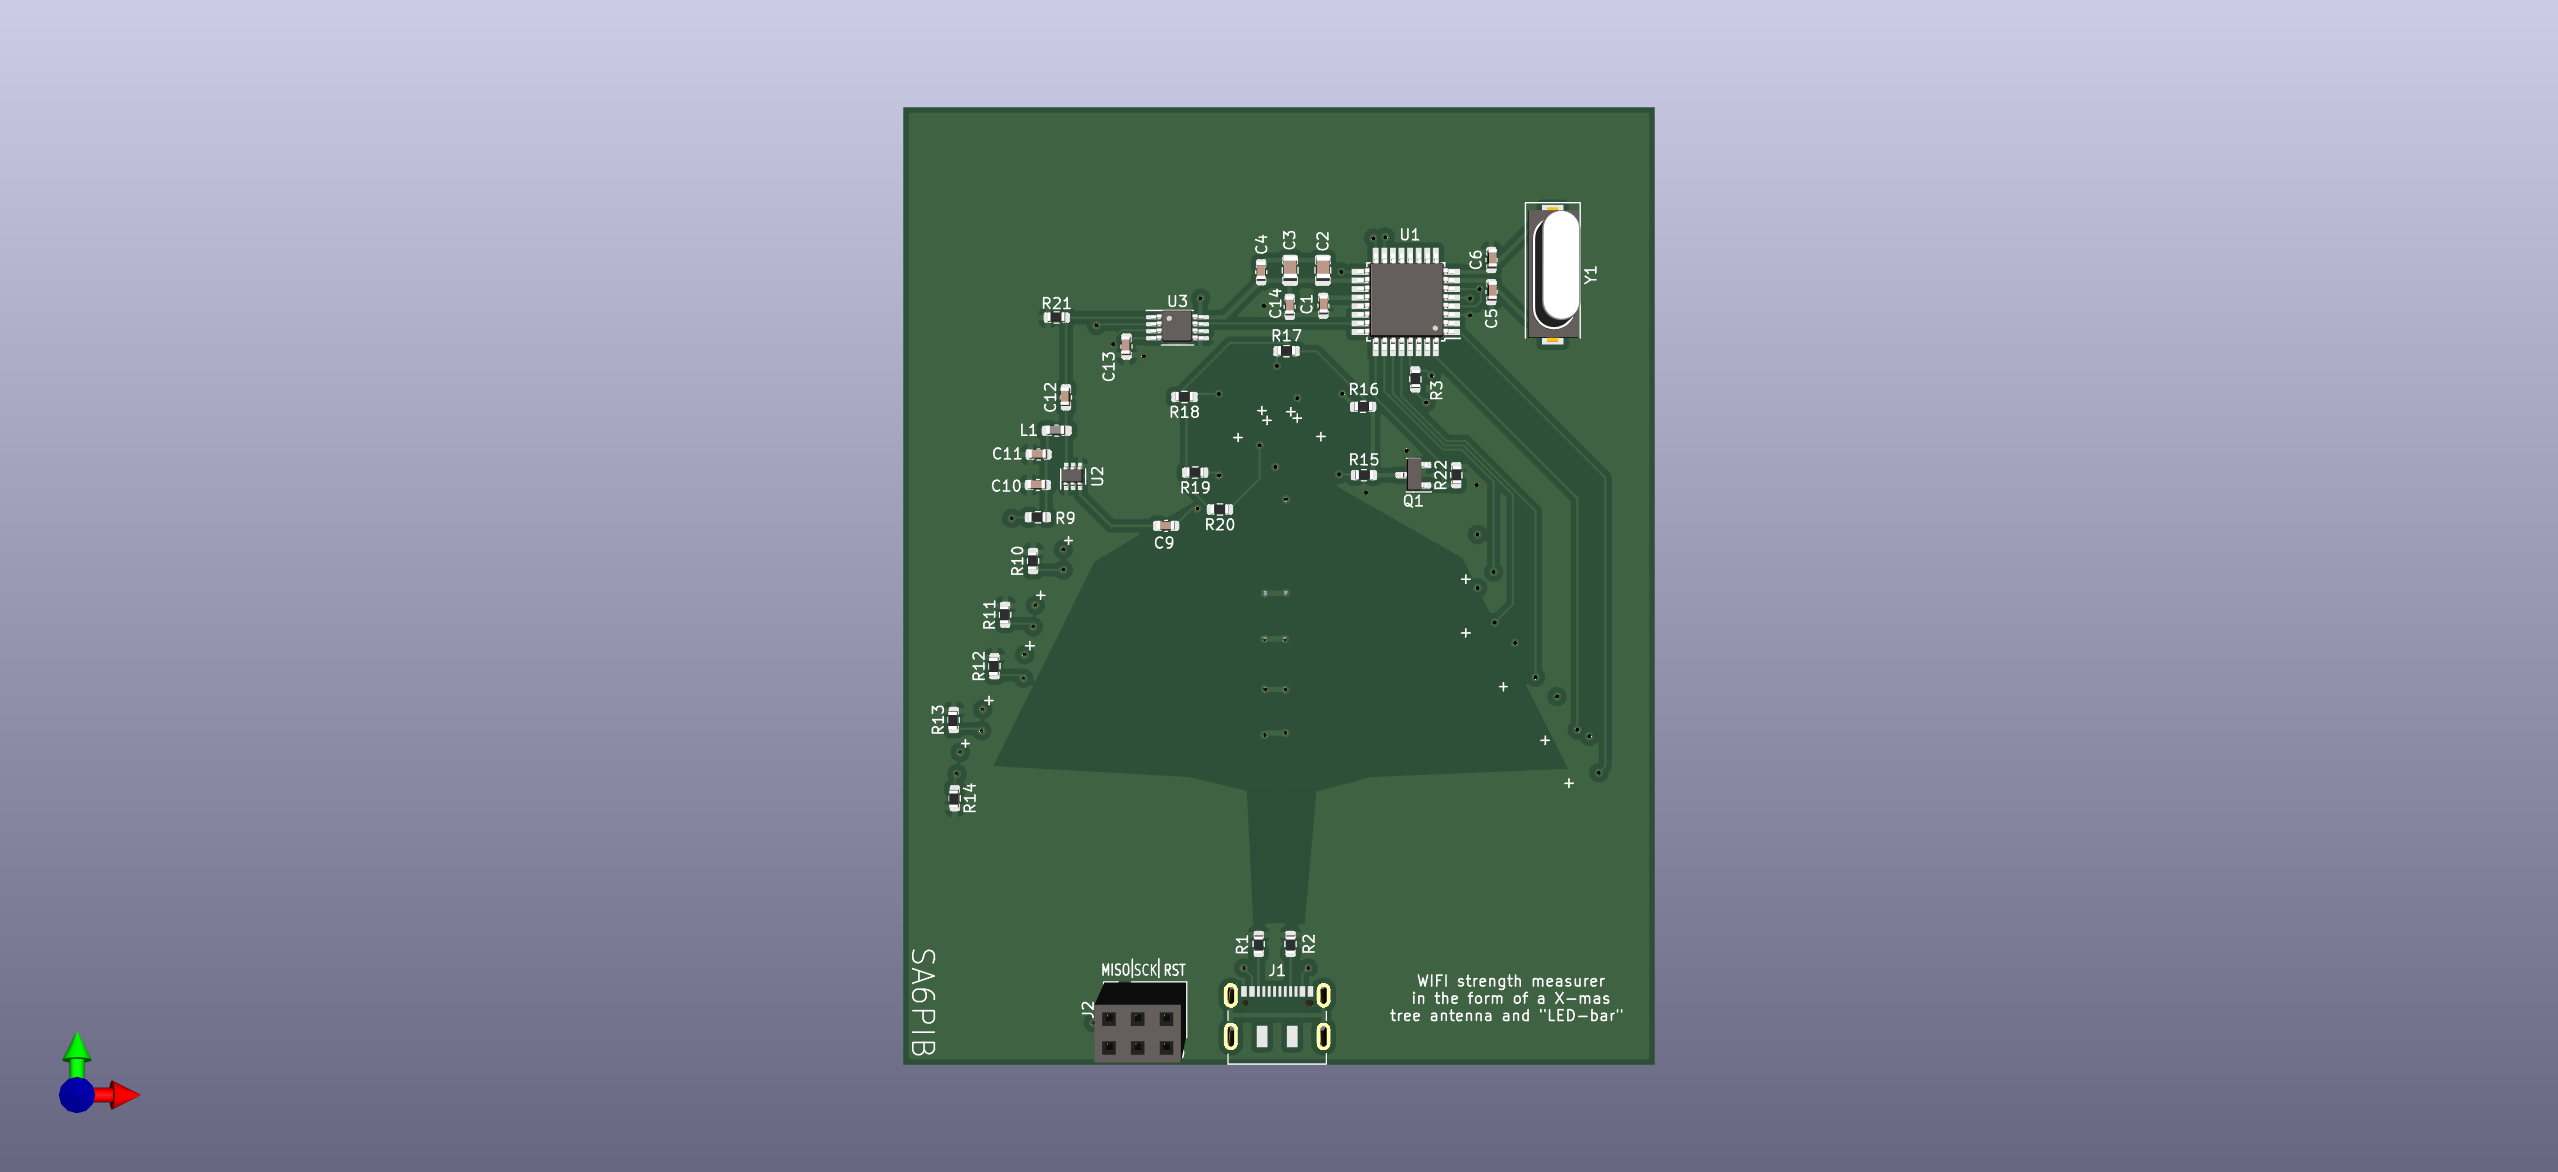 U1
C4
C3
C2
C6
Y1
R21
U3
C14
C1
C5
R17
C13
R16
R3
C12
R18
L1
C11
R15
U2
C10
R19
R22
Q1
R9
R20
C9
R10
R11
R12
R13
R14
R1
R2
MISO|SCK|RST
J1
J2
SA6PIB
WIFI strength measurer
in the form of a X-mas
tree antenna and "LED-bar"